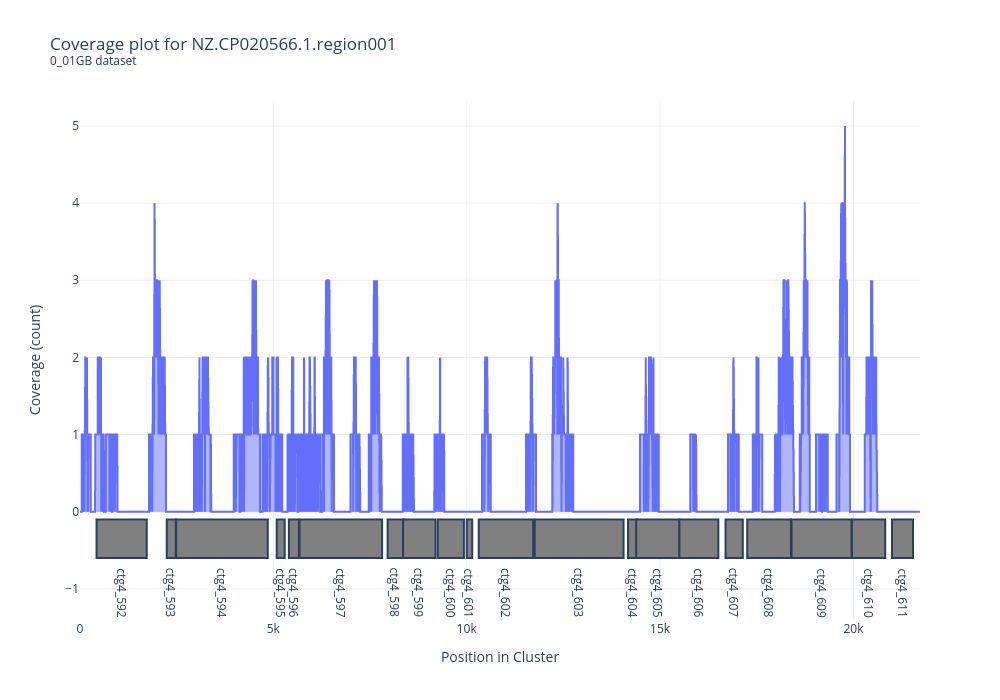 Coverage plot for NZ.CP020566.1.region001
0_01GB dataset
5
4
3
2
1
0
−1
Coverage (count)
ctg4_592
ctg4_593
ctg4_594
ctg4_595
ctg4_596
ctg4_597
ctg4_598
ctg4_599
ctg4_600
ctg4_601
ctg4_602
ctg4_603
ctg4_604
ctg4_605
ctg4_606
ctg4_607
ctg4_608
ctg4_609
ctg4_610
ctg4_611
0
5k
10k
15k
20k
Position in Cluster